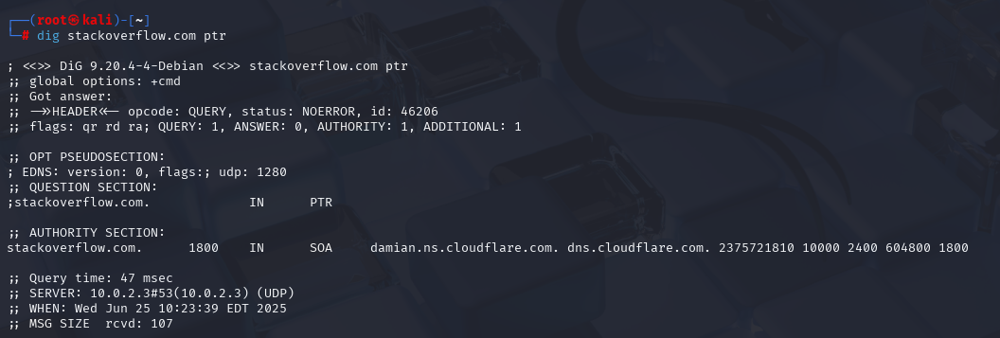 ┌──(root㉿kali)-[~]
└─# dig stackoverflow.com ptr
; <<>> DiG 9.20.4-4-Debian <<>> stackoverflow.com ptr
;; global options: +cmd
;; Got answer:
;; ->>HEADER<<- opcode: QUERY, status: NOERROR, id: 46206
;; flags: qr rd ra; QUERY: 1, ANSWER: 0, AUTHORITY: 1, ADDITIONAL: 1
;; OPT PSEUDOSECTION:
; EDNS: version: 0, flags:; udp: 1280
;; QUESTION SECTION:
;stackoverflow.com. IN PTR
;; AUTHORITY SECTION:
stackoverflow.com. 1800 IN SOA damian.ns.cloudflare.com. dns.cloudflare.com. 2375721810 10000 2400 604800 1800
;; Query time: 47 msec
;; SERVER: 10.0.2.3#53(10.0.2.3) (UDP)
;; WHEN: Wed Jun 25 10:23:39 EDT 2025
;; MSG SIZE rcvd: 107